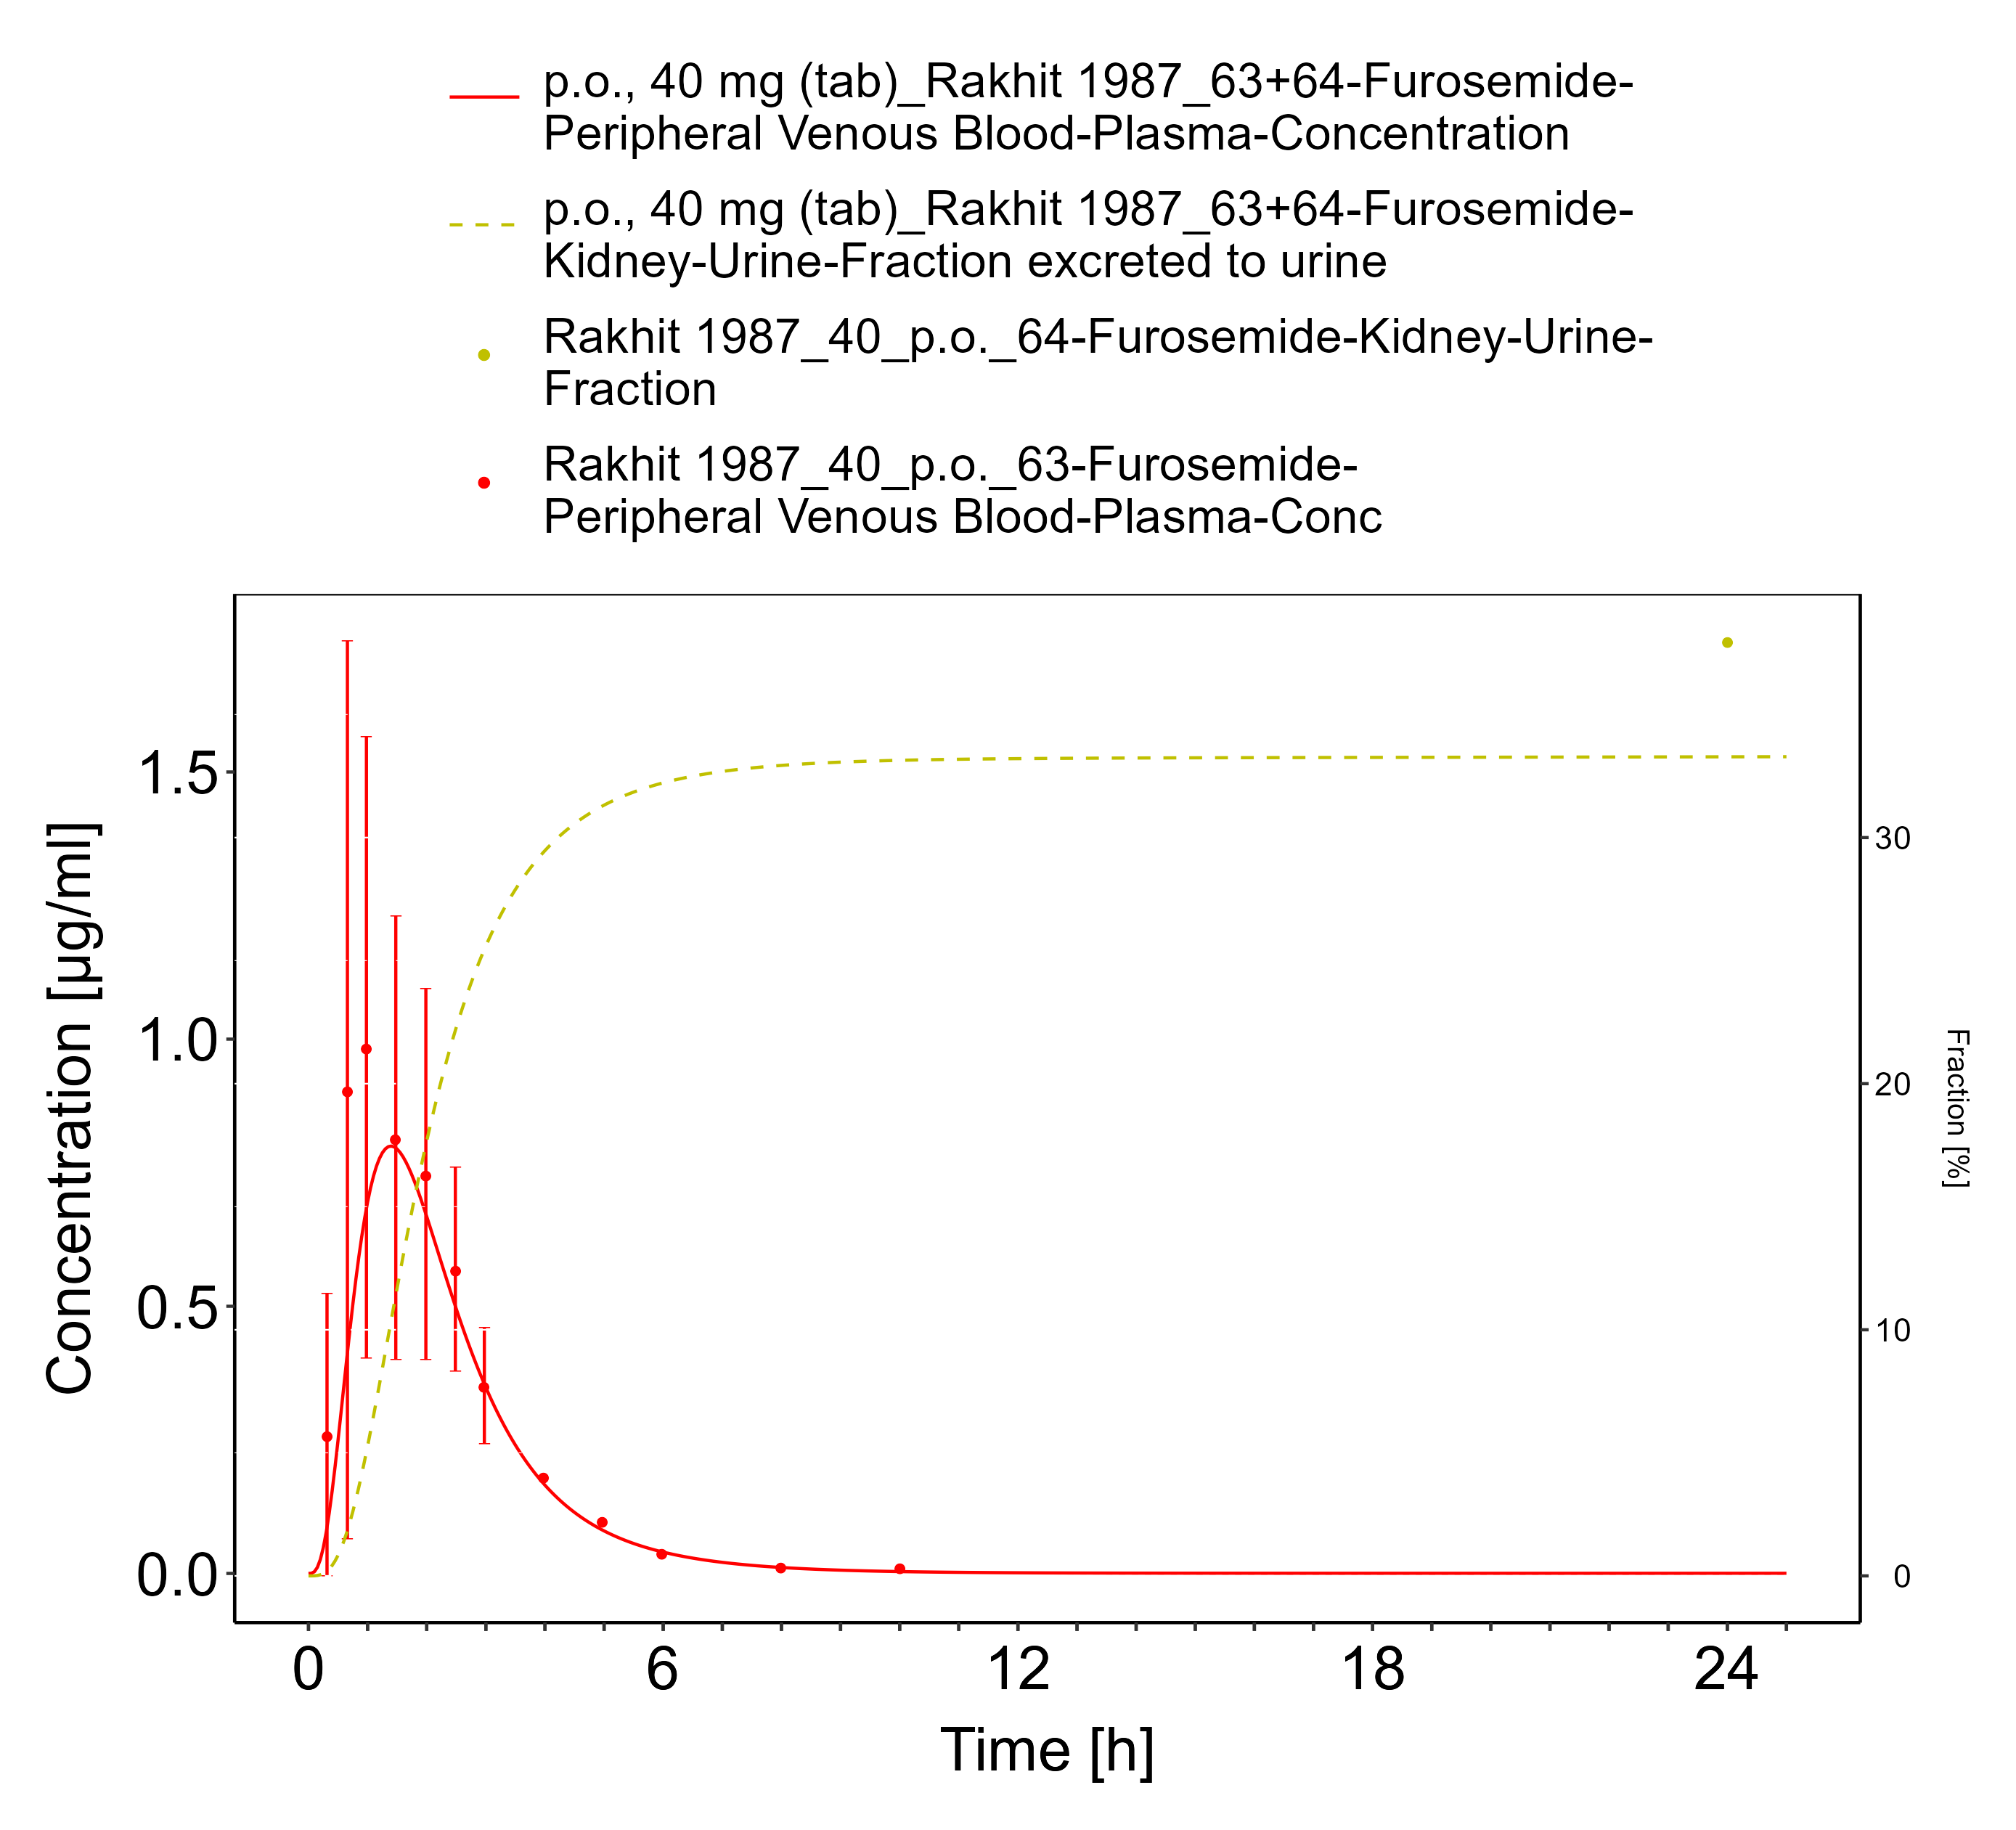 p.o., 40 mg (tab)_Rakhit 1987_63+64-Furosemide-
Peripheral Venous Blood-Plasma-Concentration
p.o., 40 mg (tab)_Rakhit 1987_63+64-Furosemide-
Kidney-Urine-Fraction excreted to urine
Rakhit 1987_40_p.o._64-Furosemide-Kidney-Urine-
Fraction
Rakhit 1987_40_p.o._63-Furosemide-
Peripheral Venous Blood-Plasma-Conc
Concentration [µg/ml]
1.5
1.0
0.5
0.0
30
20
10
0
Fraction [%]
0 6 12 18 24
Time [h]